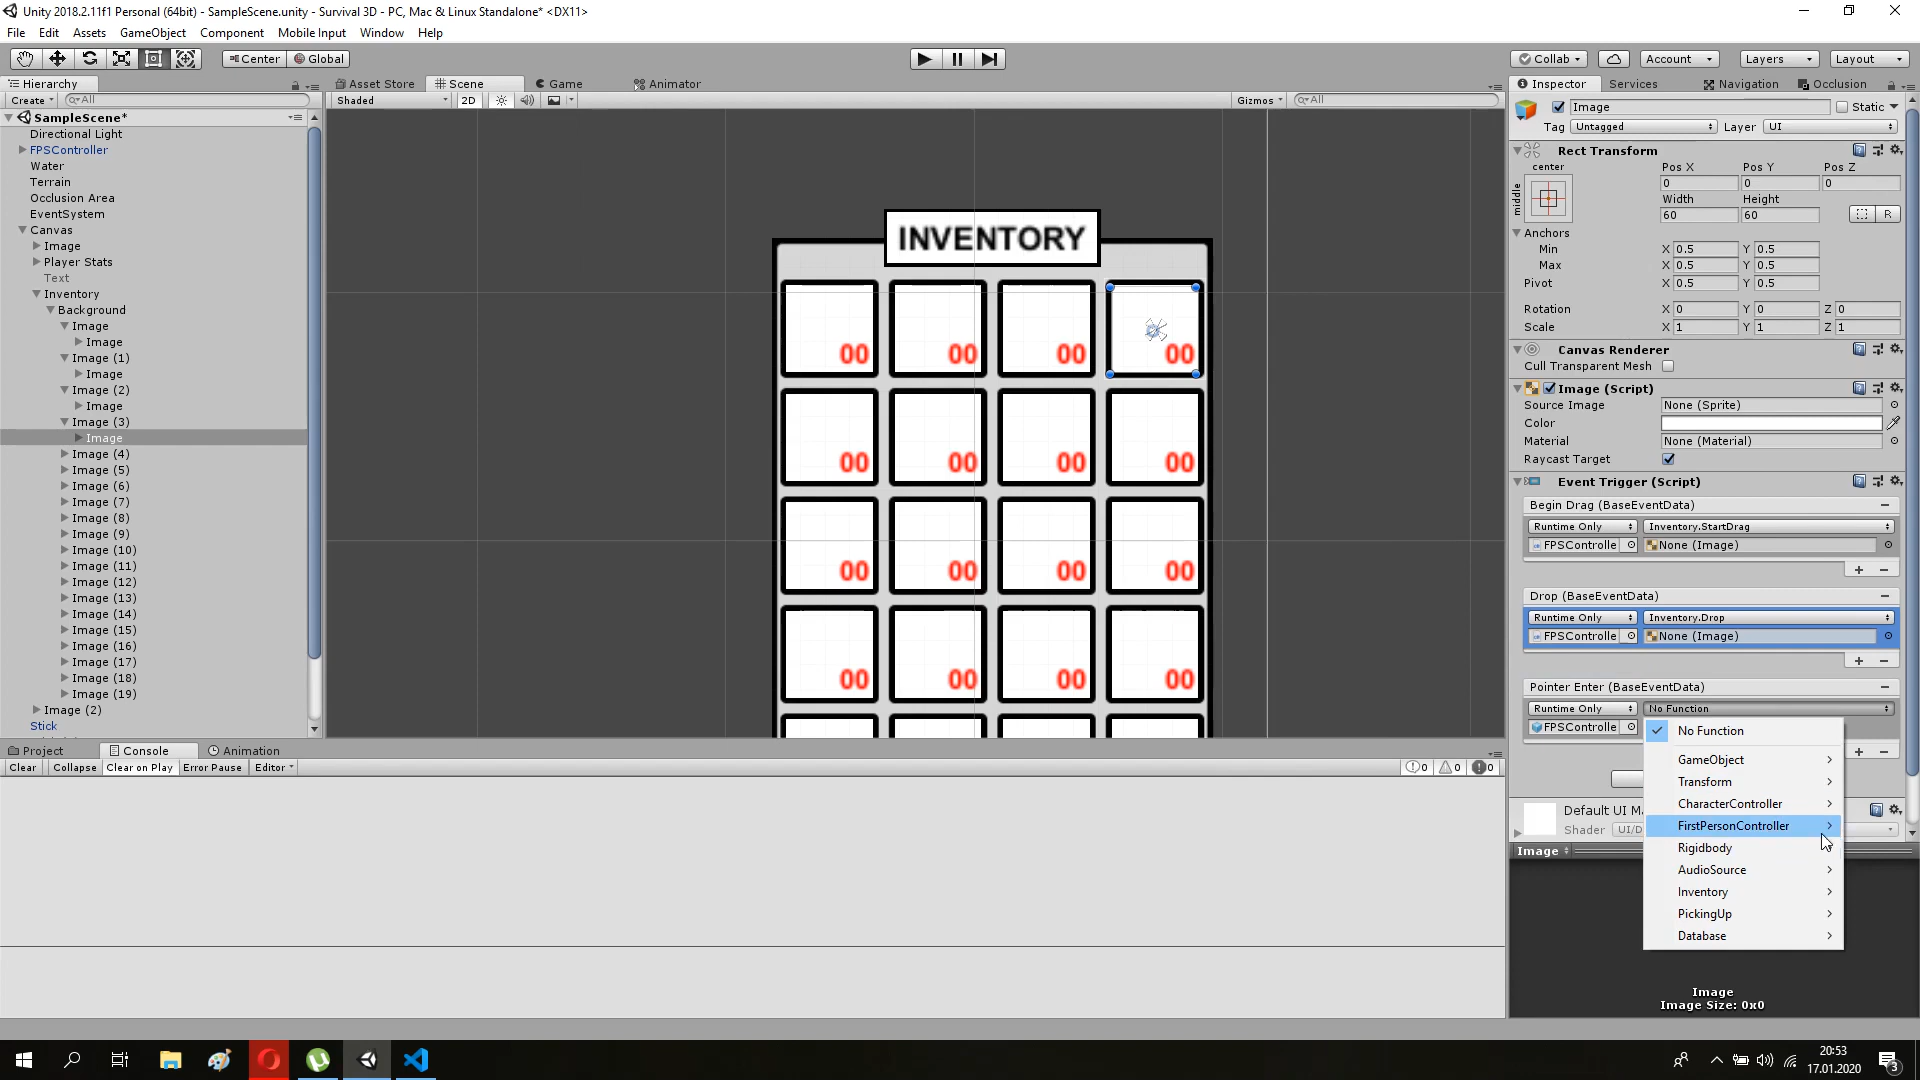 Unity 2018.2.11f1 Personal (64bit) - SampleScene.unity - Survival 3D - PC, Mac & Linux Standalone* <DX11>
File Edit Assets GameObject Component Mobile Input Window Help
Center Global Collab Account Layers Layout
Hierarchy Asset Store Scene Game Animator Inspector Services Navigation Occlusion
Create All Shaded 2D Gizmos All
Image Static
Tag Untagged Layer UI
SampleScene*
Directional Light
FPSController
Water
Terrain
Occlusion Area
EventSystem
Canvas
Image
Player Stats
Text
Inventory
Background
Image
Image
Image (1)
Image
Image (2)
Image
Image (3)
Image
Image (4)
Image (5)
Image (6)
Image (7)
Image (8)
Image (9)
Image (10)
Image (11)
Image (12)
Image (13)
Image (14)
Image (15)
Image (16)
Image (17)
Image (18)
Image (19)
Image (2)
Stick
INVENTORY
00 00 00 00
00 00 00 00
00 00 00 00
00 00 00 00
Rect Transform
center Pos X Pos Y Pos Z
middle 0 0 0
Width Height
60 60 R
Anchors
Min X 0.5 Y 0.5
Max X 0.5 Y 0.5
Pivot X 0.5 Y 0.5
Rotation X 0 Y 0 Z 0
Scale X 1 Y 1 Z 1
Canvas Renderer
Cull Transparent Mesh
Image (Script)
Source Image None (Sprite)
Color
Material None (Material)
Raycast Target
Event Trigger (Script)
Begin Drag (BaseEventData)
Runtime Only Inventory.StartDrag
FPSControlle None (Image)
Drop (BaseEventData)
Runtime Only Inventory.Drop
FPSControlle None (Image)
Pointer Enter (BaseEventData)
Runtime Only No Function
FPSControlle
No Function
GameObject
Transform
CharacterController
FirstPersonController
Rigidbody
AudioSource
Inventory
PickingUp
Database
Default UI M
Shader UI/D
Image
Image
Image Size: 0x0
Project Console Animation
Clear Collapse Clear on Play Error Pause Editor 0 0 0
20:53
17.01.2020
3